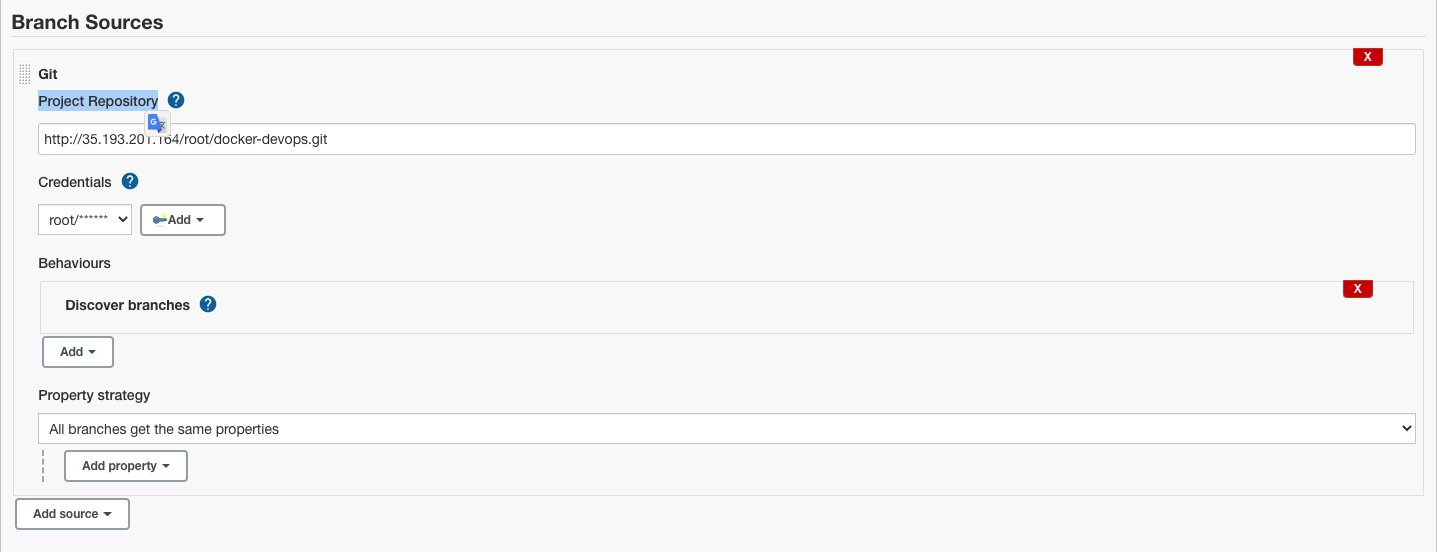 Branch Sources
X
Git
Project Repository ?
http://35.193.201.164/root/docker-devops.git
Credentials ?
root/****** Add
Behaviours
X
Discover branches ?
Add
Property strategy
All branches get the same properties
Add property
Add source